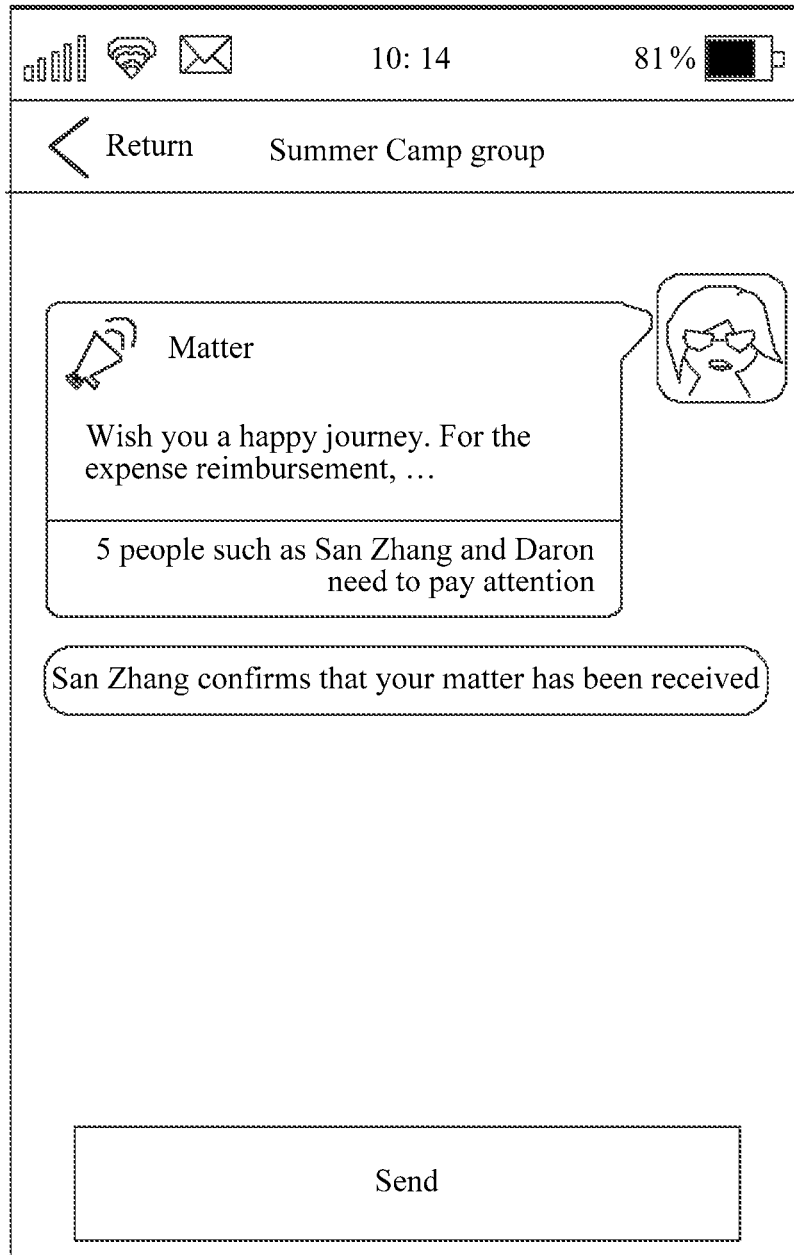 10: 14 81%
Return Summer Camp group
Matter
Wish you a happy journey. For the
expense reimbursement, …
5 people such as San Zhang and Daron
need to pay attention
San Zhang confirms that your matter has been received
Send